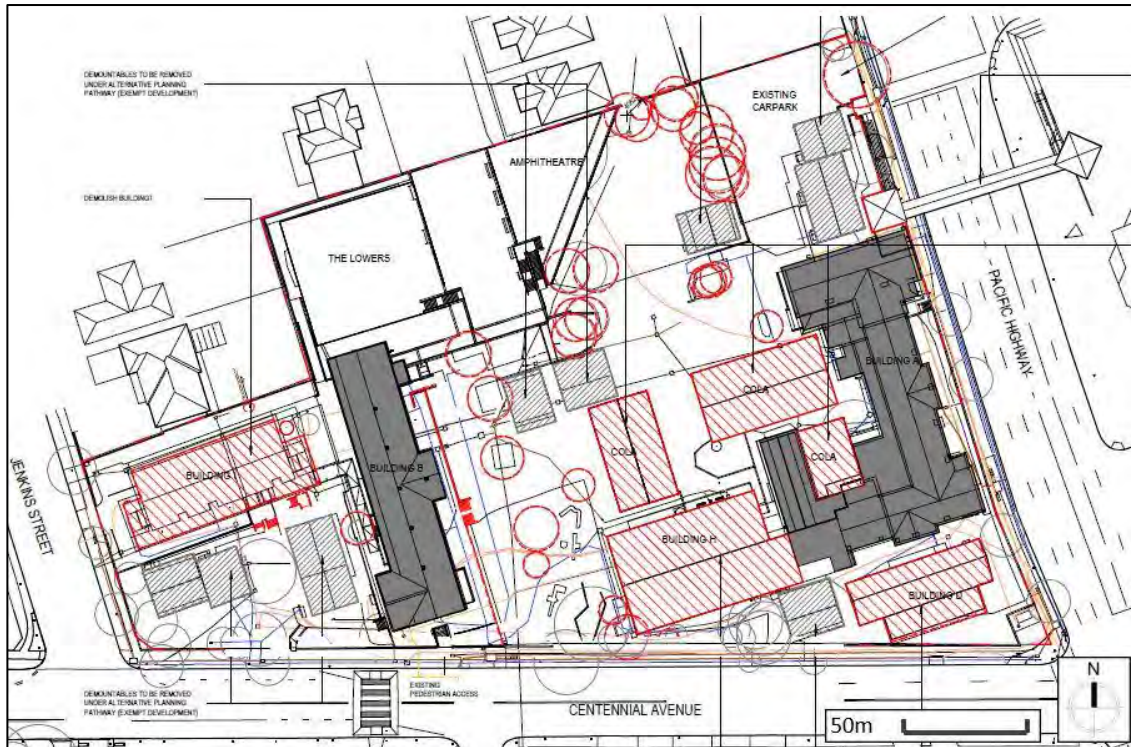 DEMOUNTABLES TO BE REMOVED
UNDER ALTERNATIVE PLANNING
PATHWAY (EXEMPT DEVELOPMENT)
EXISTING
CARPARK
AMPHITHEATRE
DEMOLISH BUILDING I
THE LOWERS
PACIFIC HIGHWAY
BUILDING A
COLA
COLA
COLA
BUILDING B
BUILDING I
JENKINS STREET
BUILDING H
BUILDING D
DEMOUNTABLES TO BE REMOVED
UNDER ALTERNATIVE PLANNING
PATHWAY (EXEMPT DEVELOPMENT)
EXISTING
PEDESTRIAN ACCESS
CENTENNIAL AVENUE
50m
N